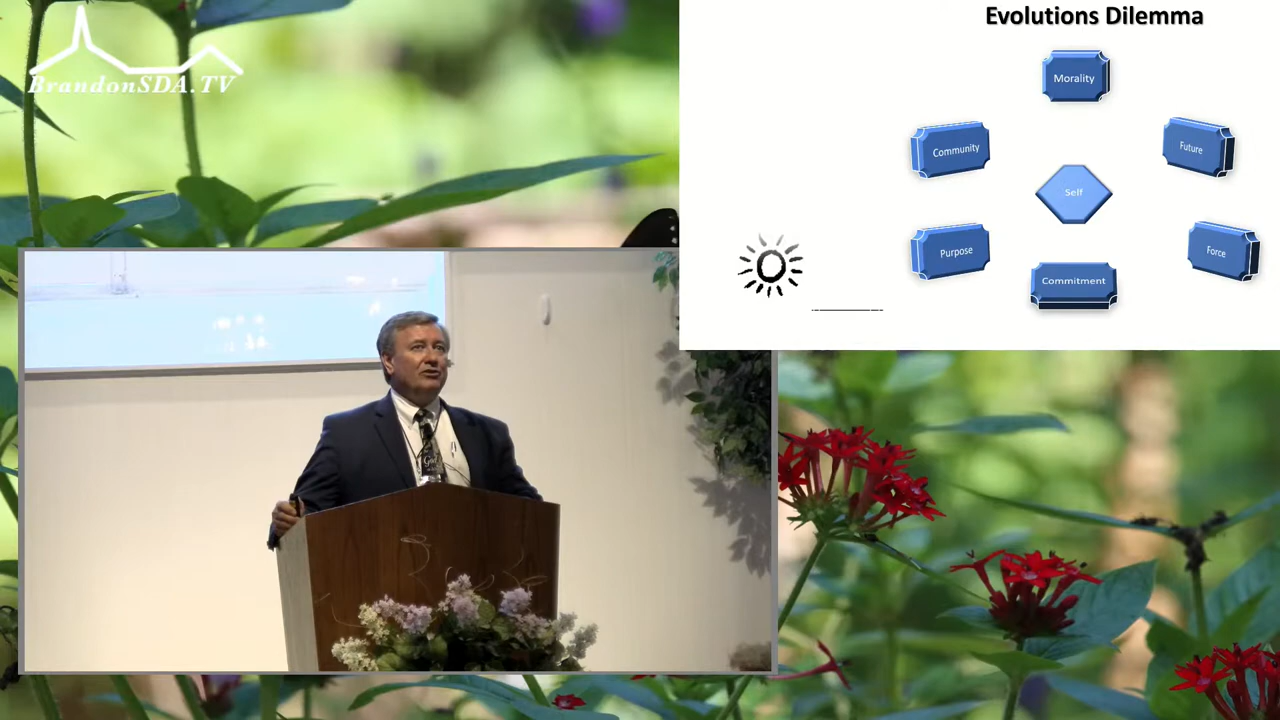 BrandonSDA.TV
Evolutions Dilemma
Morality
Community
Future
Self
Purpose
Force
Commitment